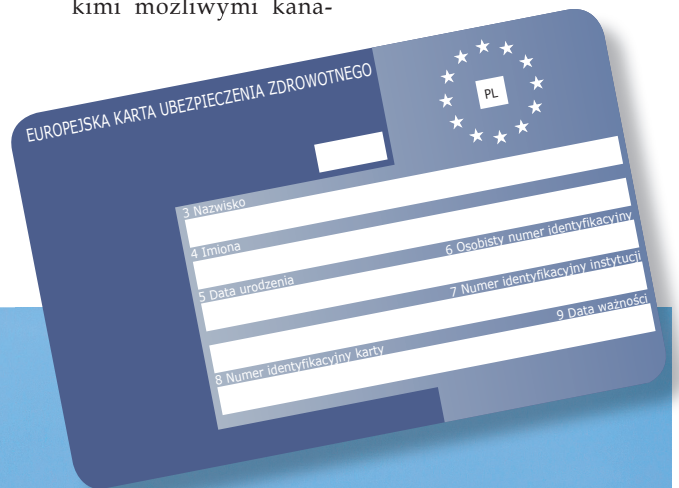 kimi możliwymi kana-
EUROPEJSKA KARTA UBEZPIECZENIA ZDROWOTNEGO
PL
3 Nazwisko
4 Imiona
5 Data urodzenia
6 Osobisty numer identyfikacyjny
7 Numer identyfikacyjny instytucji
8 Numer identyfikacyjny karty
9 Data ważności